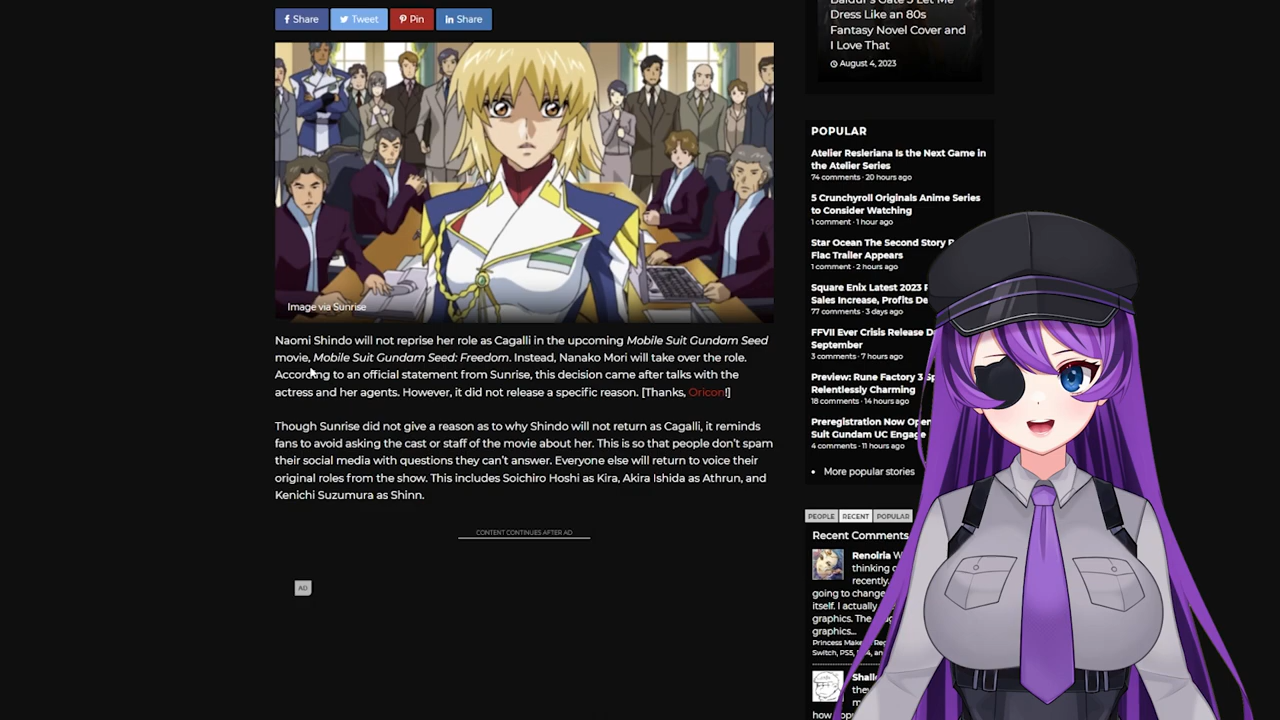 Share
Tweet
Pin
Share
Image via Sunrise
Naomi Shindo will not reprise her role as Cagalli in the upcoming Mobile Suit Gundam Seed
movie, Mobile Suit Gundam Seed: Freedom. Instead, Nanako Mori will take over the role.
According to an official statement from Sunrise, this decision came after talks with the
actress and her agents. However, it did not release a specific reason. [Thanks, Oricon!]
Though Sunrise did not give a reason as to why Shindo will not return as Cagalli, it reminds
fans to avoid asking the cast or staff of the movie about her. This is so that people don't spam
their social media with questions they can't answer. Everyone else will return to voice their
original roles from the show. This includes Soichiro Hoshi as Kira, Akira Ishida as Athrun, and
Kenichi Suzumura as Shinn.
CONTENT CONTINUES AFTER AD
AD
Dress Like an 80s
Fantasy Novel Cover and
I Love That
August 4, 2023
POPULAR
Atelier Resleriana Is the Next Game in
the Atelier Series
74 comments · 20 hours ago
5 Crunchyroll Originals Anime Series
to Consider Watching
1 comment · 1 hour ago
Star Ocean The Second Story
Flac Trailer Appears
1 comment · 2 hours ago
Square Enix Latest 2023
Sales Increase, Profits
77 comments · 3 days ago
FFVII Ever Crisis Release
September
3 comments · 7 hours ago
Preview: Rune Factory 3
Relentlessly Charming
18 comments · 14 hours ago
Preregistration Now
Suit Gundam UC Engage
4 comments · 11 hours ago
More popular stories
PEOPLE
RECENT
POPULAR
Recent Comments
Renoiria
thinking
recently.
going to change
itself. I actually
graphics. The
graphics...
Princess
Switch, PS5,
how